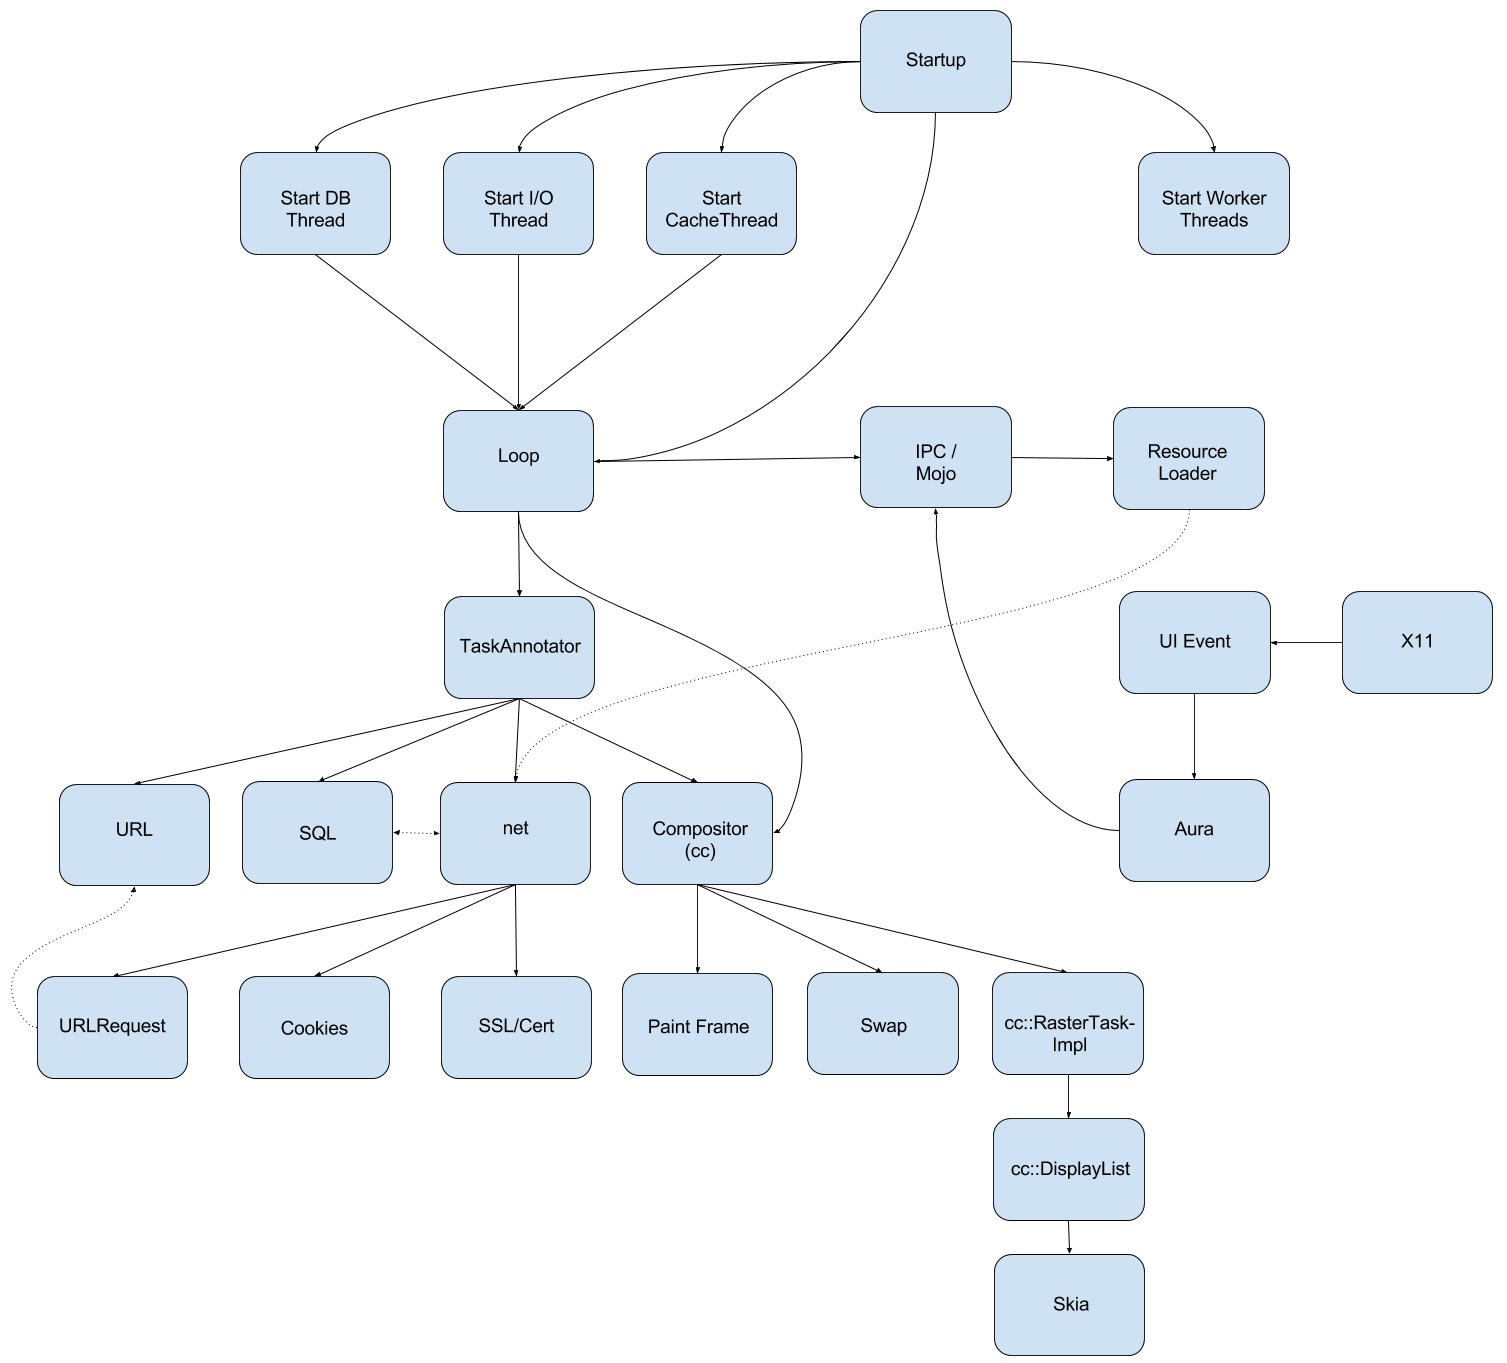 Startup
Start DB
Thread
Start I/O
Thread
Start
CacheThread
Start Worker
Threads
Loop
IPC /
Mojo
Resource
Loader
TaskAnnotator
UI Event
X11
URL
SQL
net
Compositor
(cc)
Aura
URLRequest
Cookies
SSL/Cert
Paint Frame
Swap
cc::RasterTask-
Impl
cc::DisplayList
Skia